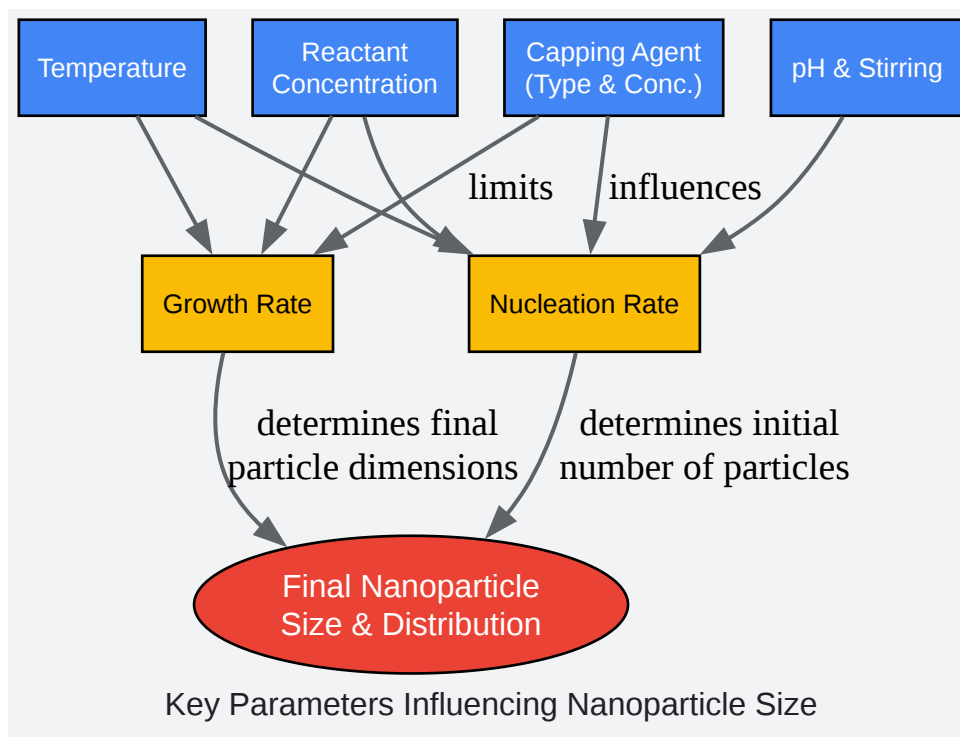 Temperature
Reactant
Concentration
Capping Agent
(Type & Conc.)
pH & Stirring
limits
influences
Growth Rate
Nucleation Rate
determines final
particle dimensions
determines initial
number of particles
Final Nanoparticle
Size & Distribution
Key Parameters Influencing Nanoparticle Size